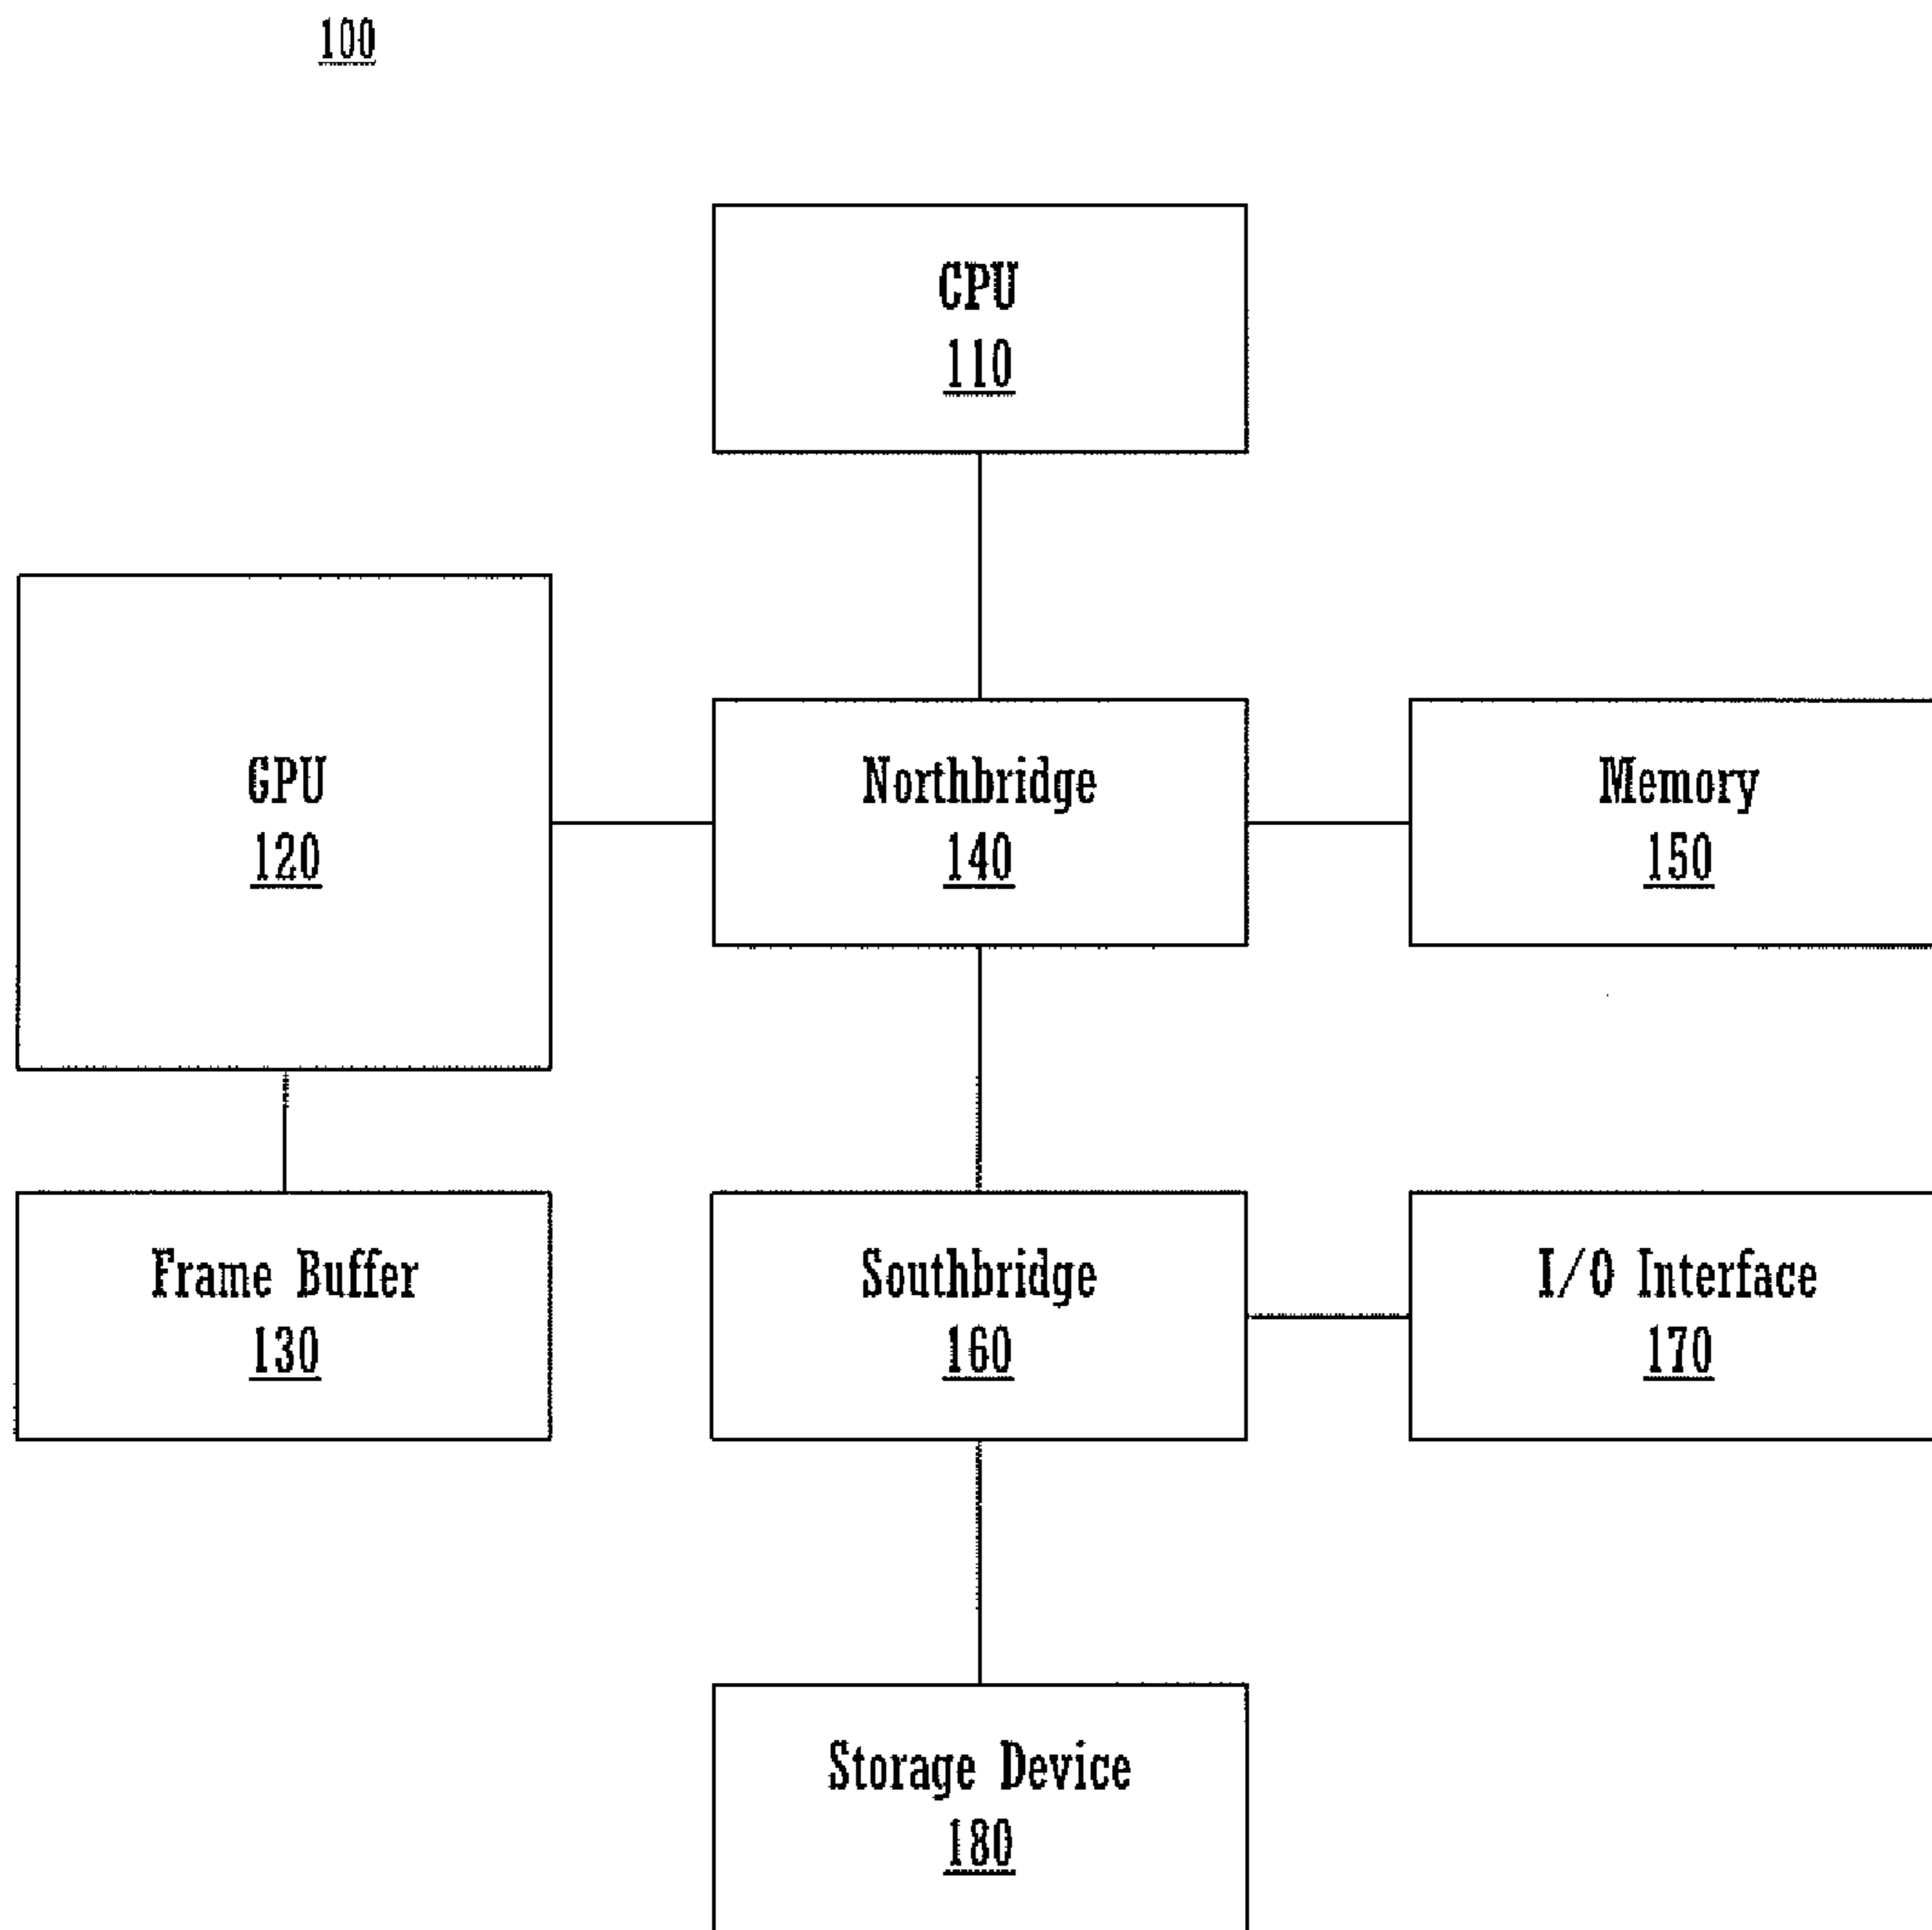 100
CPU
110
GPU
120
Northbridge
140
Memory
150
Frame Buffer
130
Southbridge
160
I/O Interface
170
Storage Device
180